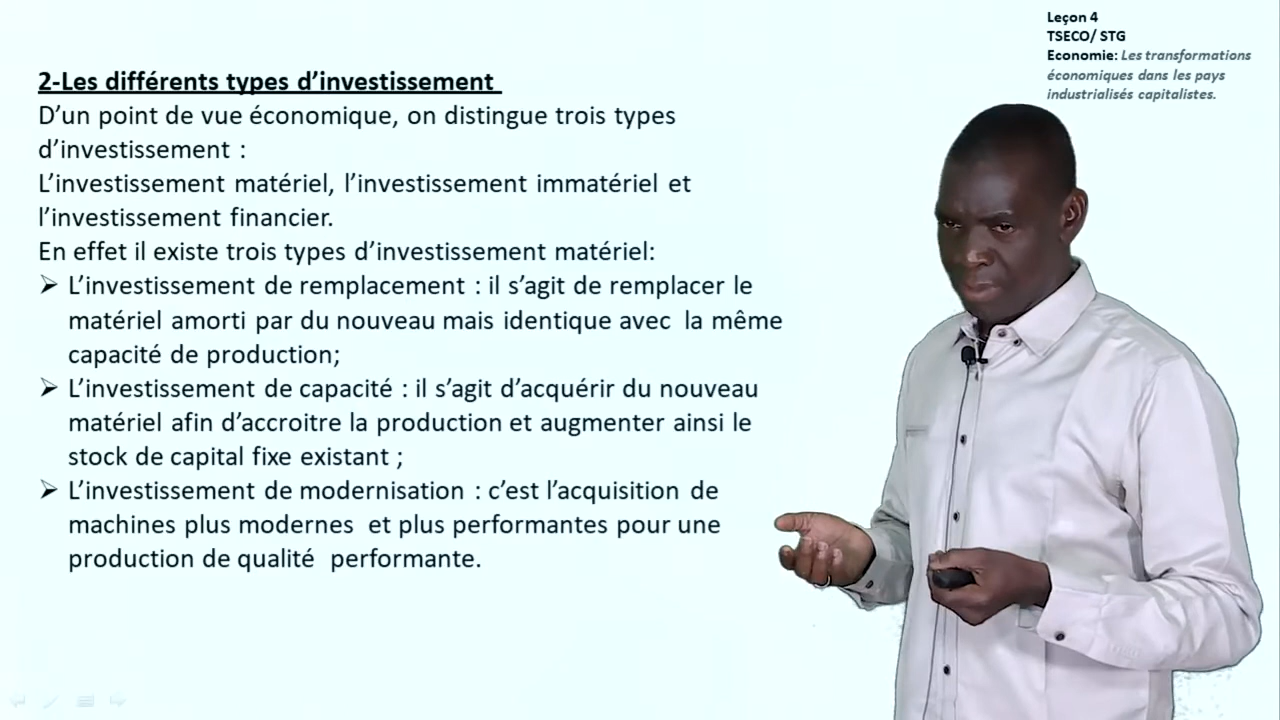 Leçon 4
TSECO/ STG
Economie: Les transformations
économiques dans les pays
industrialisés capitalistes.
2-Les différents types d’investissement
D’un point de vue économique, on distingue trois types
d’investissement :
L’investissement matériel, l’investissement immatériel et
l’investissement financier.
En effet il existe trois types d’investissement matériel:
➢ L’investissement de remplacement : il s’agit de remplacer le
matériel amorti par du nouveau mais identique avec la même
capacité de production;
➢ L’investissement de capacité : il s’agit d’acquérir du nouveau
matériel afin d’accroitre la production et augmenter ainsi le
stock de capital fixe existant ;
➢ L’investissement de modernisation : c’est l’acquisition de
machines plus modernes et plus performantes pour une
production de qualité performante.